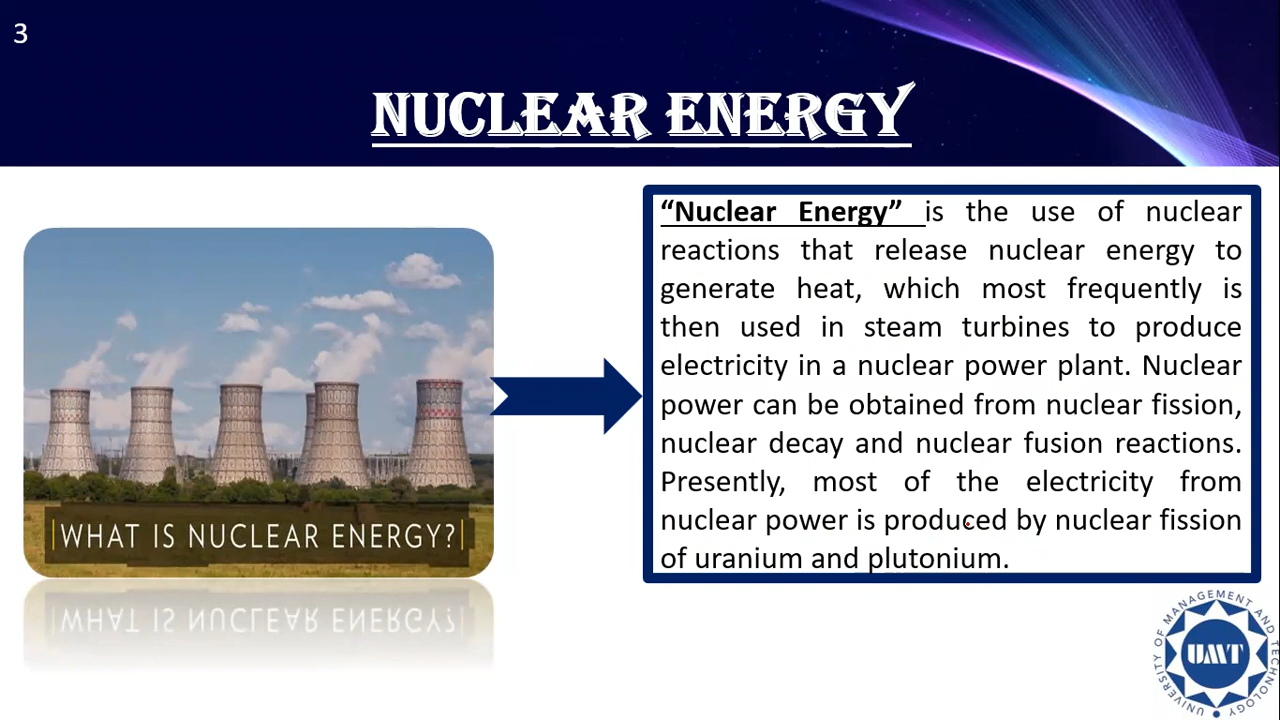 3
NUCLEAR ENERGY
“Nuclear Energy” is the use of nuclear
reactions that release nuclear energy to
generate heat, which most frequently is
then used in steam turbines to produce
electricity in a nuclear power plant. Nuclear
power can be obtained from nuclear fission,
nuclear decay and nuclear fusion reactions.
Presently, most of the electricity from
nuclear power is produced by nuclear fission
of uranium and plutonium.
|WHAT IS NUCLEAR ENERGY?|
UNIVERSITY OF MANAGEMENT AND TECHNOLOGY
UMT